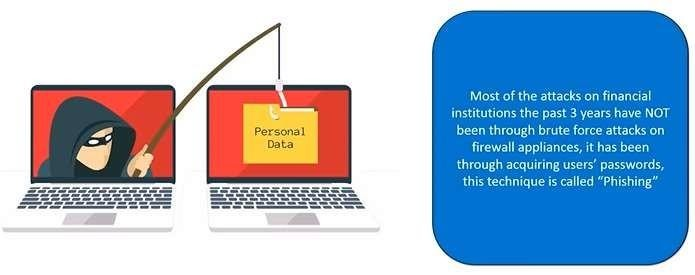 Personal
Data
Most of the attacks on financial
institutions the past 3 years have NOT
been through brute force attacks on
firewall appliances, it has been
through acquiring users’ passwords,
this technique is called “Phishing”